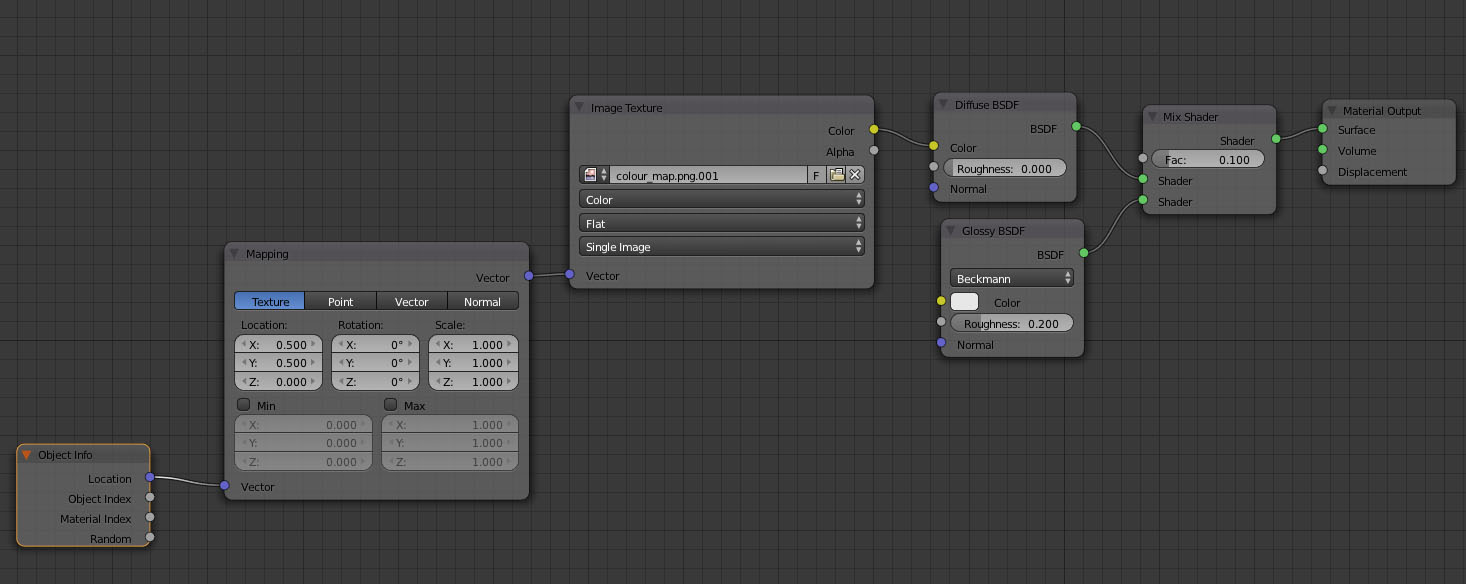 Object Info
Location
Object Index
Material Index
Random
Mapping
Vector
Texture Point Vector Normal
Location: Rotation: Scale:
X: 0.500 X: 0° X: 1.000
Y: 0.500 Y: 0° Y: 1.000
Z: 0.000 Z: 0° Z: 1.000
Min Max
X: 0.000 X: 1.000
Y: 0.000 Y: 1.000
Z: 0.000 Z: 1.000
Vector
Image Texture
Color
Alpha
colour_map.png.001 F
Color
Flat
Single Image
Vector
Diffuse BSDF
BSDF
Color
Roughness: 0.000
Normal
Glossy BSDF
BSDF
Beckmann
Color
Roughness: 0.200
Normal
Mix Shader
Shader
Fac: 0.100
Shader
Shader
Material Output
Surface
Volume
Displacement